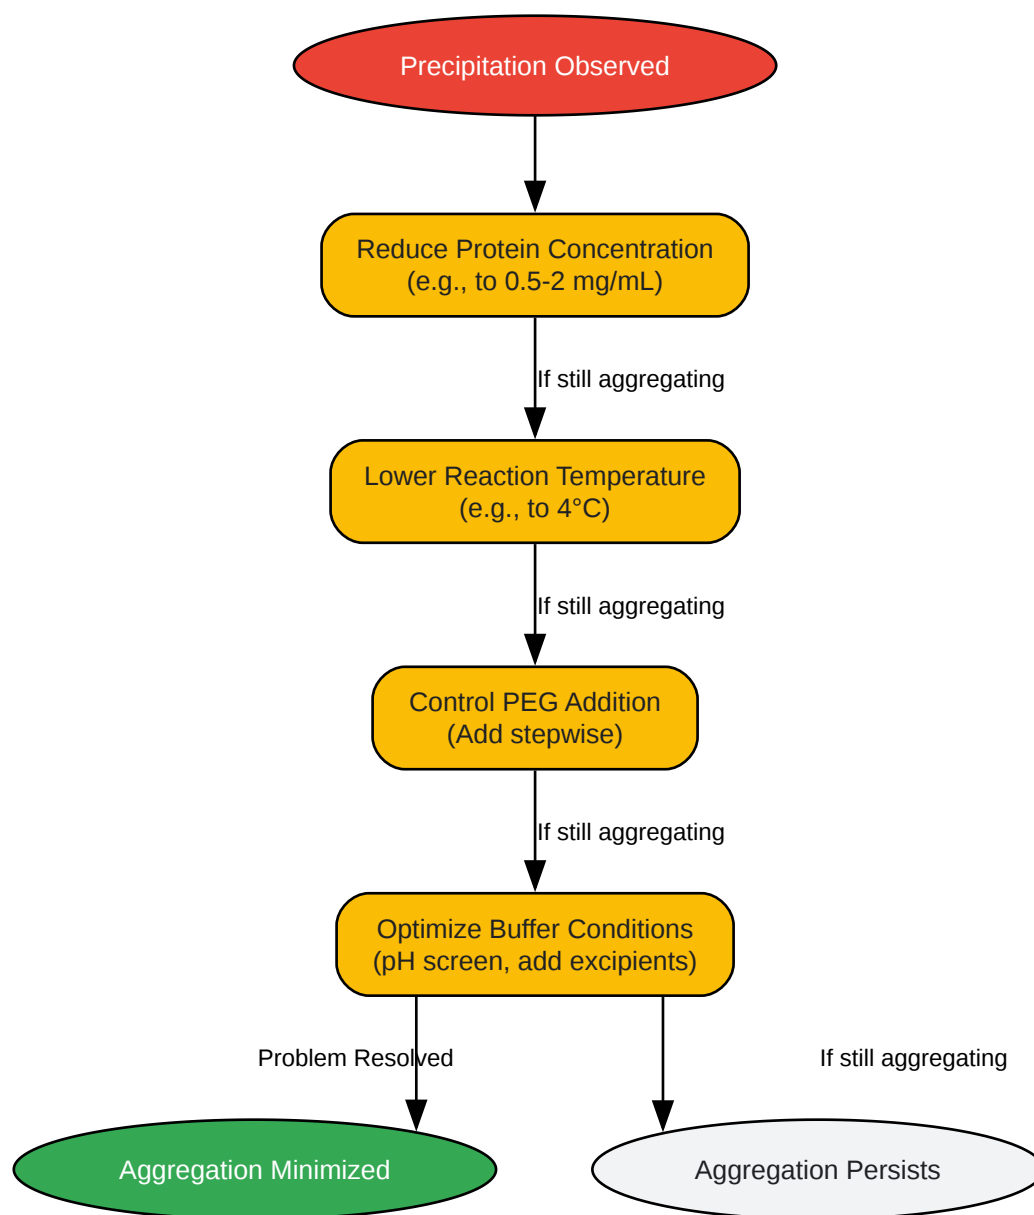 Precipitation Observed
Reduce Protein Concentration
(e.g., to 0.5-2 mg/mL)
If still aggregating
Lower Reaction Temperature
(e.g., to 4°C)
If still aggregating
Control PEG Addition
(Add stepwise)
If still aggregating
Optimize Buffer Conditions
(pH screen, add excipients)
Problem Resolved
If still aggregating
Aggregation Minimized
Aggregation Persists